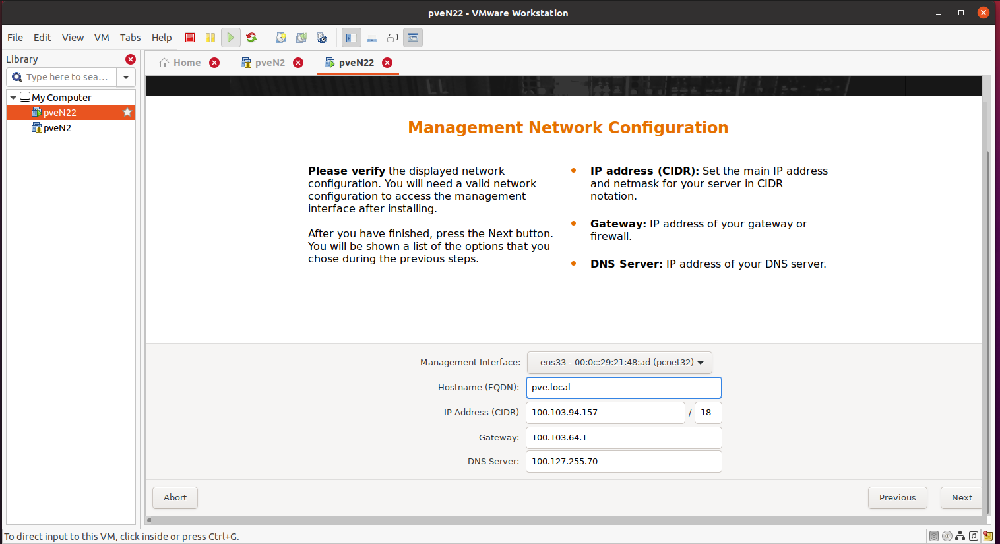 pveN22 - VMware Workstation
File Edit View VM Tabs Help
Library
Type here to sea...
My Computer
pveN22
pveN2
Home pveN2 pveN22
Management Network Configuration
Please verify the displayed network
configuration. You will need a valid network
configuration to access the management
interface after installing.
After you have finished, press the Next button.
You will be shown a list of the options that you
chose during the previous steps.
• IP address (CIDR): Set the main IP address
and netmask for your server in CIDR
notation.
• Gateway: IP address of your gateway or
firewall.
• DNS Server: IP address of your DNS server.
Management Interface: ens33 - 00:0c:29:21:48:ad (pcnet32)
Hostname (FQDN): pve.local
IP Address (CIDR) 100.103.94.157 / 18
Gateway: 100.103.64.1
DNS Server: 100.127.255.70
Abort Previous Next
To direct input to this VM, click inside or press Ctrl+G.